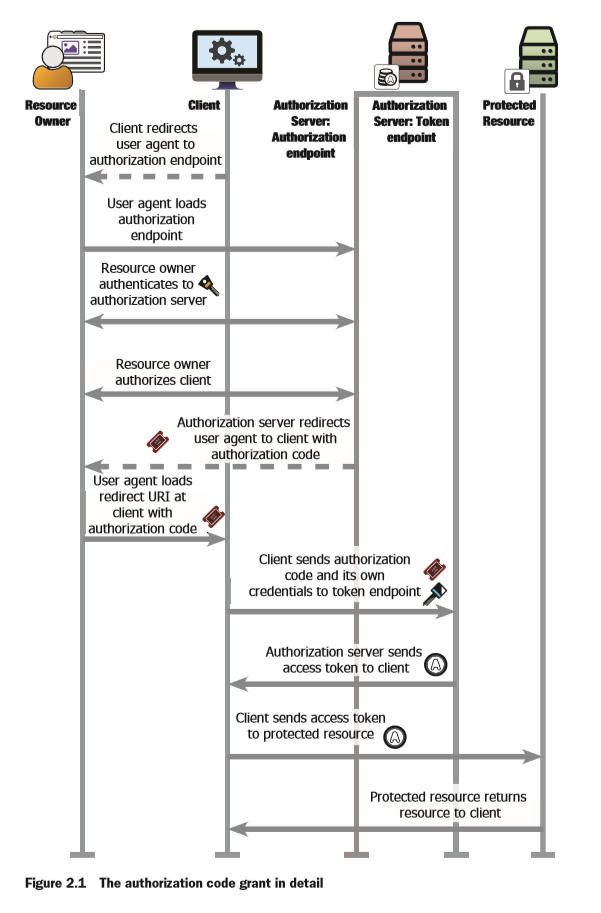 Resource
Owner
Client
Authorization
Server:
Authorization
endpoint
Authorization
Server: Token
endpoint
Protected
Resource
Client redirects
user agent to
authorization endpoint
User agent loads
authorization
endpoint
Resource owner
authenticates to
authorization server
Resource owner
authorizes client
Authorization server redirects
user agent to client with
authorization code
User agent loads
redirect URI at
client with
authorization code
Client sends authorization
code and its own
credentials to token endpoint
Authorization server sends
access token to client
A
Client sends access token
to protected resource
A
Protected resource returns
resource to client
Figure 2.1 The authorization code grant in detail